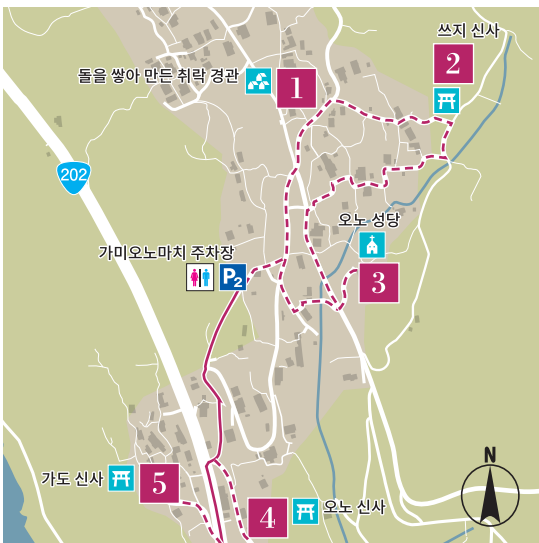 쓰지 신사
2
돌을 쌓아 만든 취락 경관
1
202
오노 성당
가미오노마치 주차장
P2
3
N
가도 신사
5
4
오노 신사